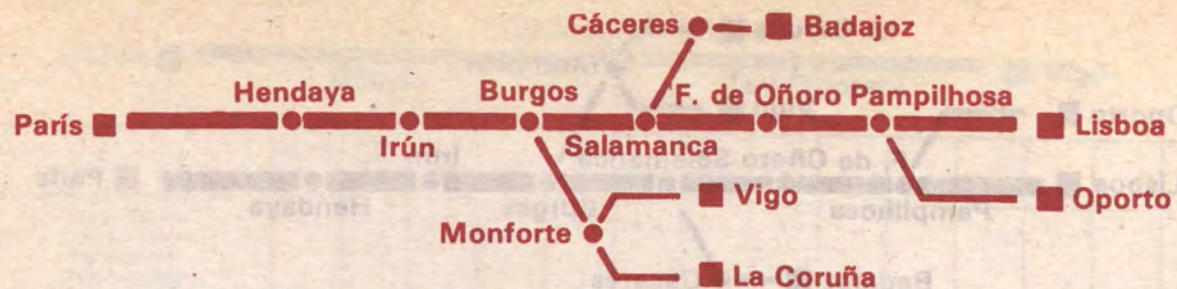 Cáceres Badajoz
Hendaya Burgos F. de Oñoro Pampilhosa
París Lisboa
Irún Salamanca
Vigo Oporto
Monforte
La Coruña